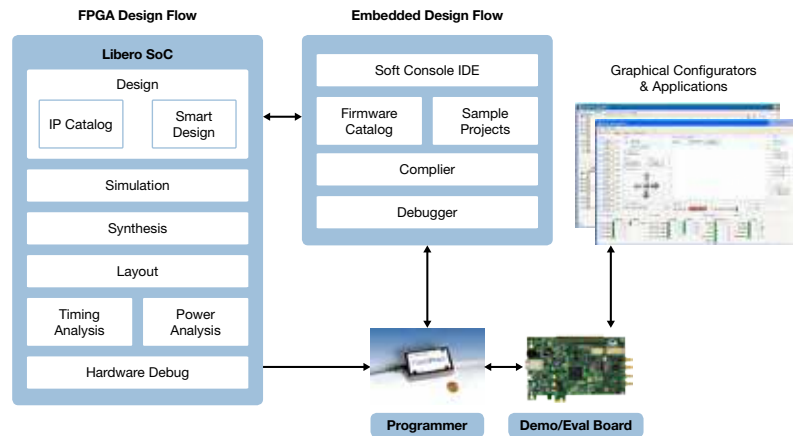 FPGA Design Flow
Libero SoC
Design
IP Catalog
Smart
Design
Simulation
Synthesis
Layout
Timing
Analysis
Power
Analysis
Hardware Debug
Embedded Design Flow
Soft Console IDE
Firmware
Catalog
Sample
Projects
Complier
Debugger
Graphical Configurators
& Applications
Programmer
Demo/Eval Board